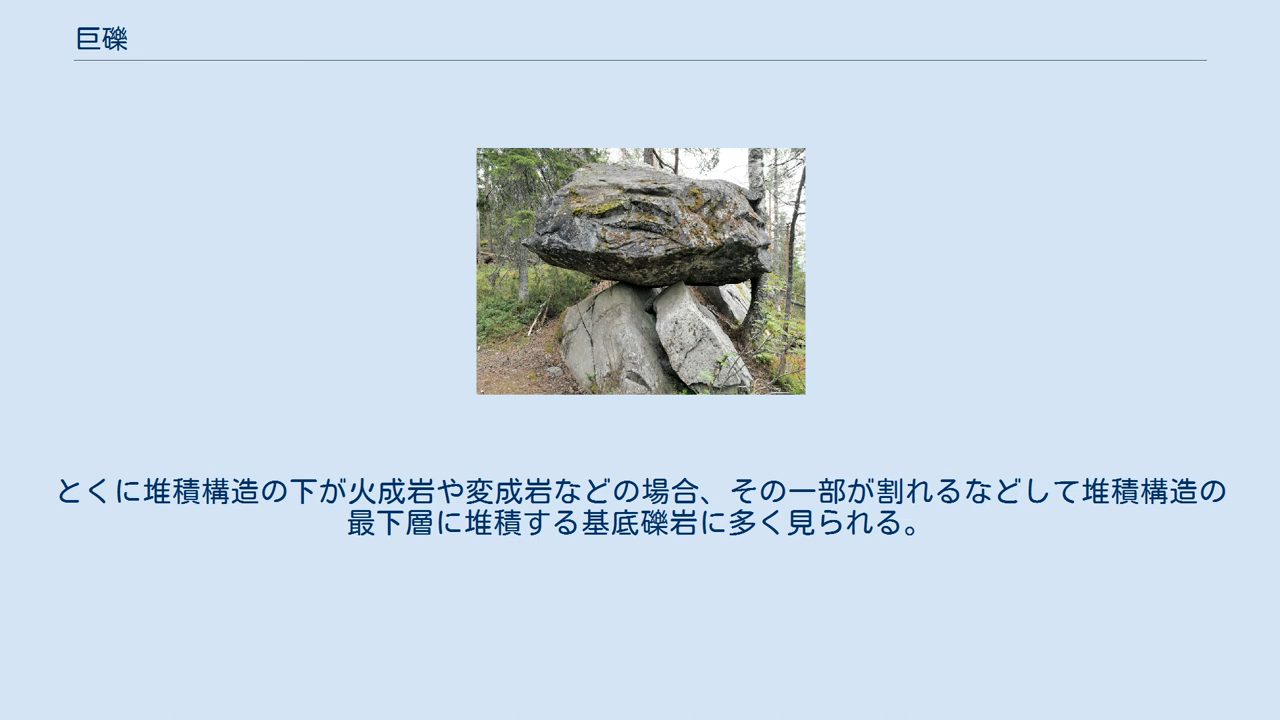 巨礫
とくに堆積構造の下が火成岩や変成岩などの場合、その一部が割れるなどして堆積構造の
最下層に堆積する基底礫岩に多く見られる。